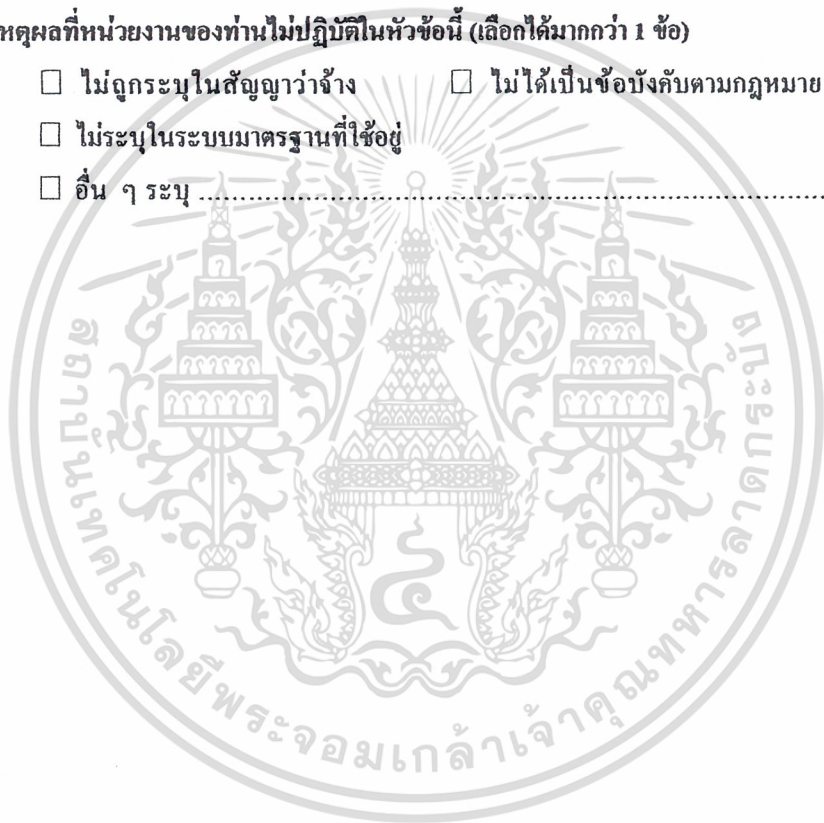 หตุผลที่หน่วยงานของท่านไม่ปฏิบัติในหัวข้อนี้ (เลือกได้มากกว่า 1 ข้อ)
☐ ไม่ถูกระบุในสัญญาว่าจ้าง ☐ ไม่ได้เป็นข้อบังคับตามกฎหมาย
☐ ไม่ระบุในระบบมาตรฐานที่ใช้อยู่
☐ อื่น ๆ ระบุ ................................................................................
สถาบันเทคโนโลยีพระจอมเกล้าเจ้าคุณทหารลาดกระบัง